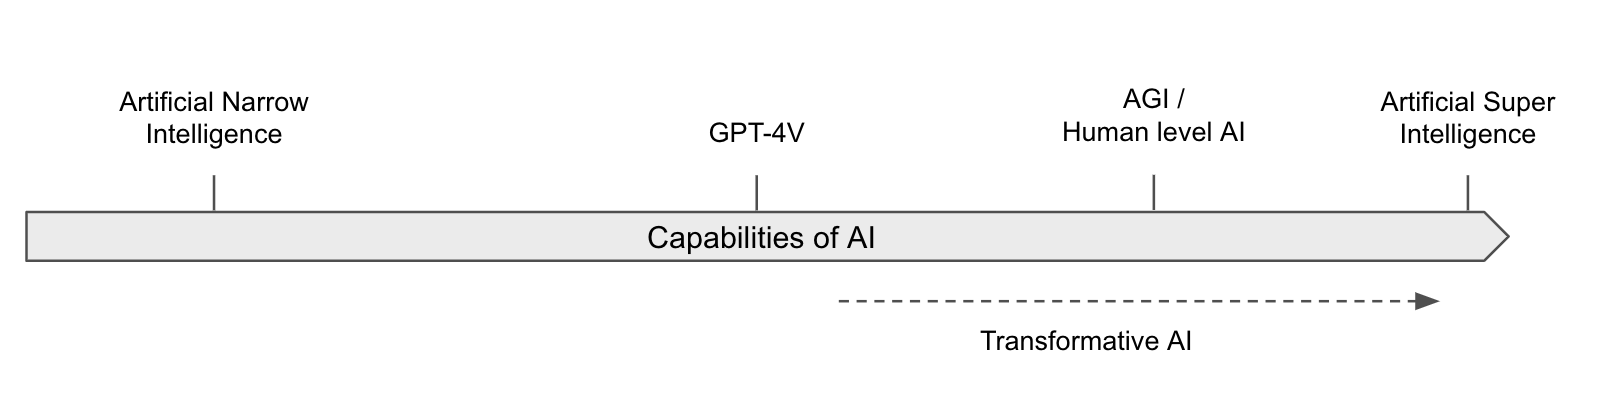 Artificial Narrow
Intelligence
GPT-4V
AGI /
Human level AI
Artificial Super
Intelligence
Capabilities of AI
Transformative AI